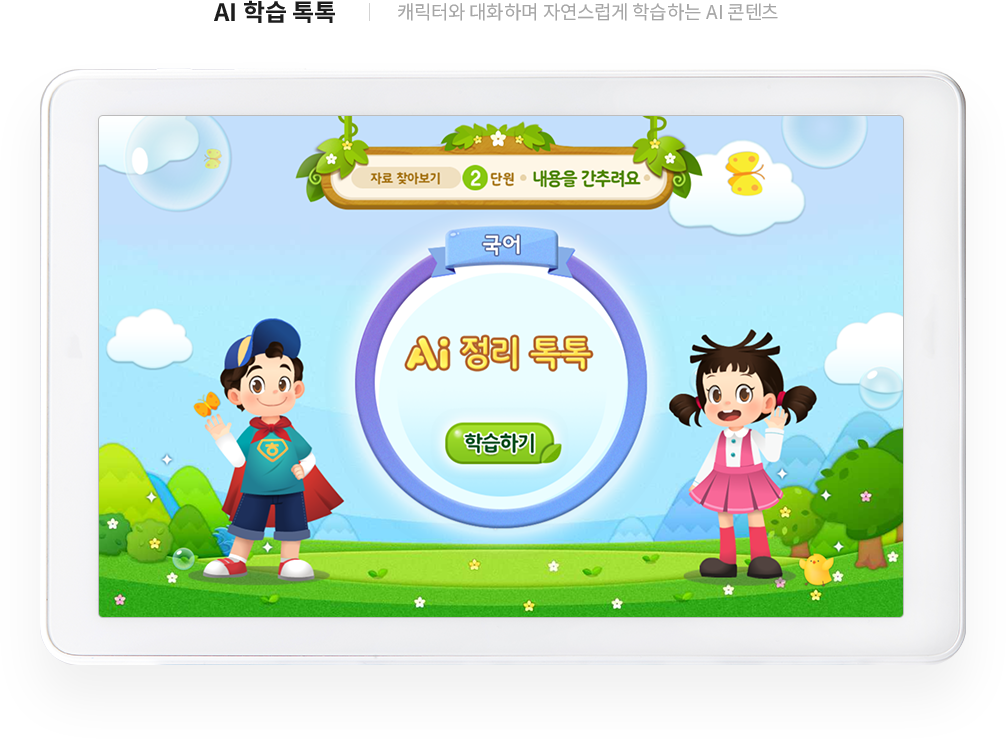 AI 학습 톡톡 | 캐릭터와 대화하며 자연스럽게 학습하는 AI 콘텐츠
자료 찾아보기 2 단원 • 내용을 간추려요 •
국어
Ai 정리 톡톡
학습하기
ㅎ